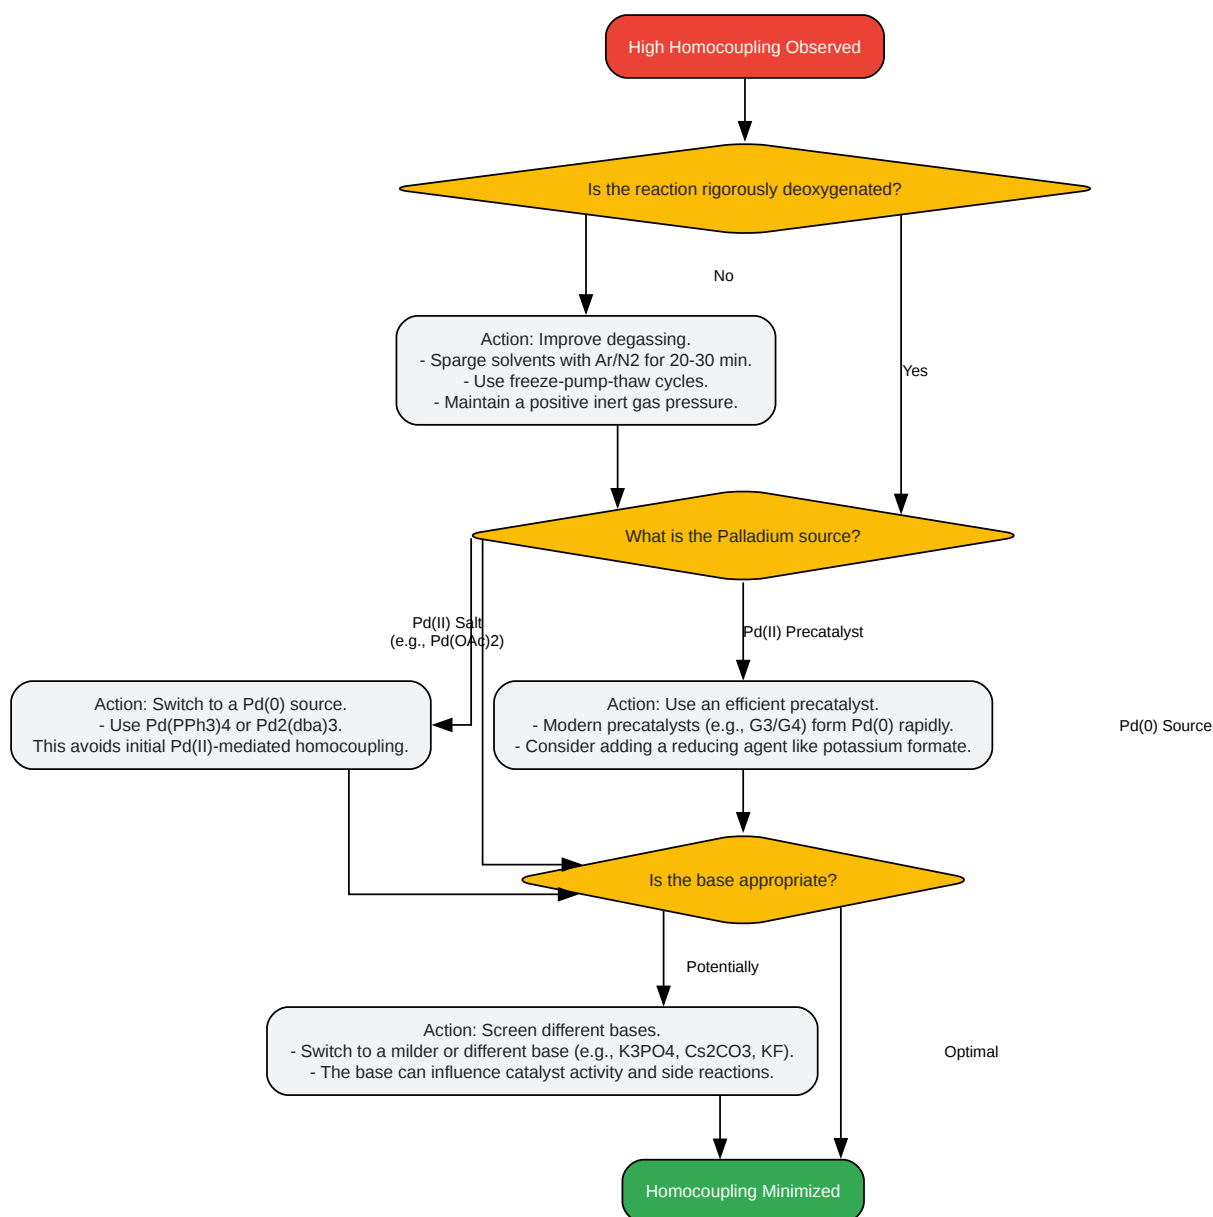 High Homocoupling Observed
Is the reaction rigorously deoxygenated?
No
Action: Improve degassing.
- Sparge solvents with Ar/N2 for 20-30 min.
- Use freeze-pump-thaw cycles.
- Maintain a positive inert gas pressure.
Yes
What is the Palladium source?
Pd(II) Salt
(e.g., Pd(OAc)2)
Pd(II) Precatalyst
Action: Switch to a Pd(0) source.
- Use Pd(PPh3)4 or Pd2(dba)3.
This avoids initial Pd(II)-mediated homocoupling.
Action: Use an efficient precatalyst.
- Modern precatalysts (e.g., G3/G4) form Pd(0) rapidly.
- Consider adding a reducing agent like potassium formate.
Pd(0) Source
Is the base appropriate?
Potentially
Action: Screen different bases.
- Switch to a milder or different base (e.g., K3PO4, Cs2CO3, KF).
- The base can influence catalyst activity and side reactions.
Optimal
Homocoupling Minimized